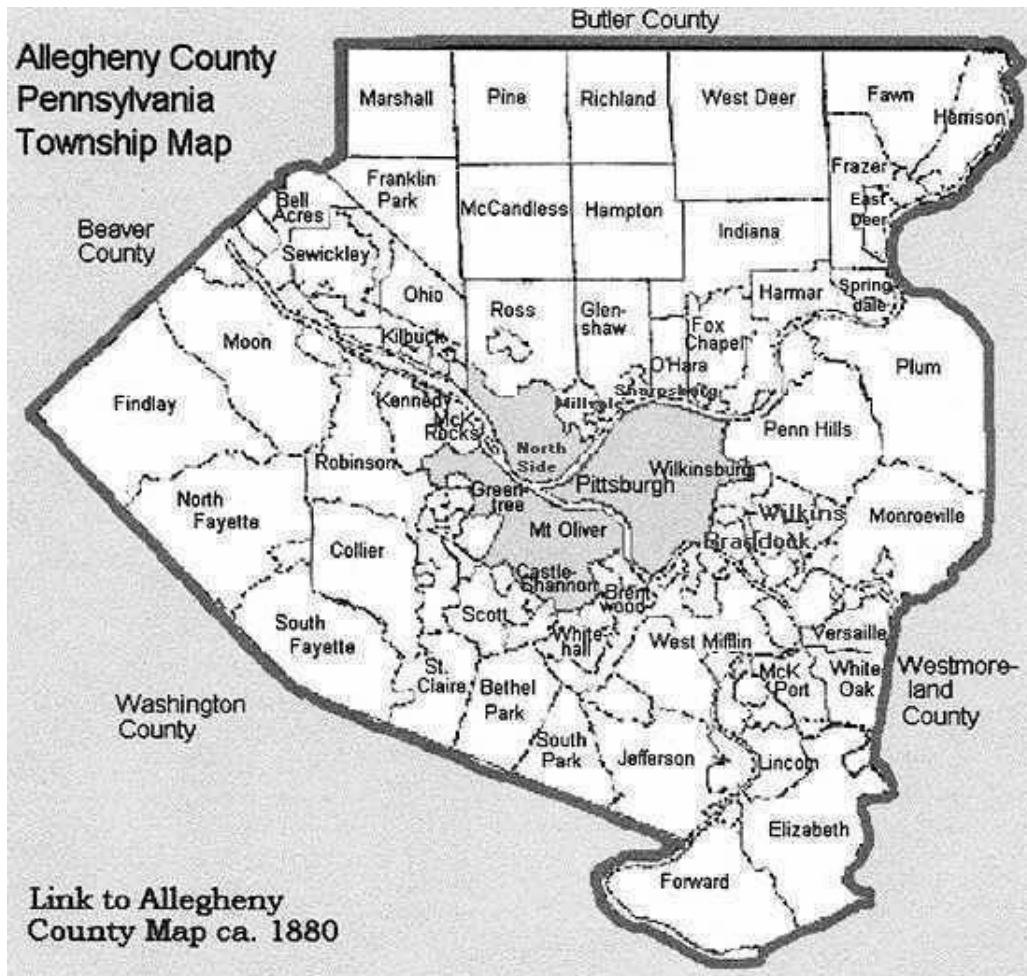 Butler County
Allegheny County
Pennsylvania
Township Map
Marshall
Pine
Richland
West Deer
Fawn
Harrison
Frazer
Franklin
Park
Bell
Acres
McCandless
Hampton
East
Deer
Beaver
County
Sewickley
Indiana
Ohio
Harmar
Spring
dale
Ross
Glen-
shaw
Fox
Chapel
Moon
Kilbuck
O'Hara
Plum
Sharpsburg
Findlay
Kennedy
McK
Rocks
Millvale
Penn Hills
North
Side
Robinson
Wilkinsburg
Pittsburgh
North
Fayette
Green-
tree
Mt Oliver
Wilkins
Monroeville
Collier
Braddock
Castle-
Shannon
Brent
wood
South
Fayette
Scott
White
hall
West Mifflin
Versaille
St.
Claire
Bethel
Park
McK
Port
White
Oak
Westmore-
land
County
Washington
County
South
Park
Jefferson
Lincoln
Elizabeth
Forward
Link to Allegheny
County Map ca. 1880